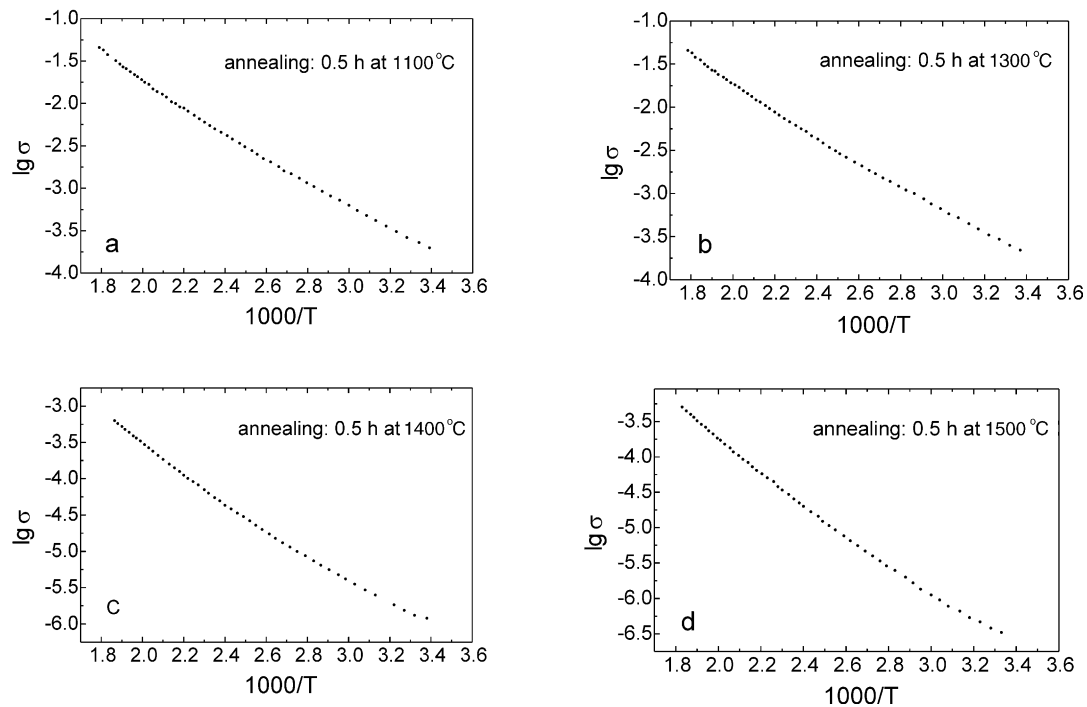 -1.0
-1.5
-2.0
-2.5
-3.0
-3.5
-4.0
lg σ
annealing: 0.5 h at 1100°C
a
1.8 2.0 2.2 2.4 2.6 2.8 3.0 3.2 3.4 3.6
1000/T
-1.0
-1.5
-2.0
-2.5
-3.0
-3.5
-4.0
lg σ
annealing: 0.5 h at 1300°C
b
1.8 2.0 2.2 2.4 2.6 2.8 3.0 3.2 3.4 3.6
1000/T
-3.0
-3.5
-4.0
-4.5
-5.0
-5.5
-6.0
lg σ
annealing: 0.5 h at 1400°C
c
1.8 2.0 2.2 2.4 2.6 2.8 3.0 3.2 3.4 3.6
1000/T
-3.5
-4.0
-4.5
-5.0
-5.5
-6.0
-6.5
lg σ
annealing: 0.5 h at 1500°C
d
1.8 2.0 2.2 2.4 2.6 2.8 3.0 3.2 3.4 3.6
1000/T